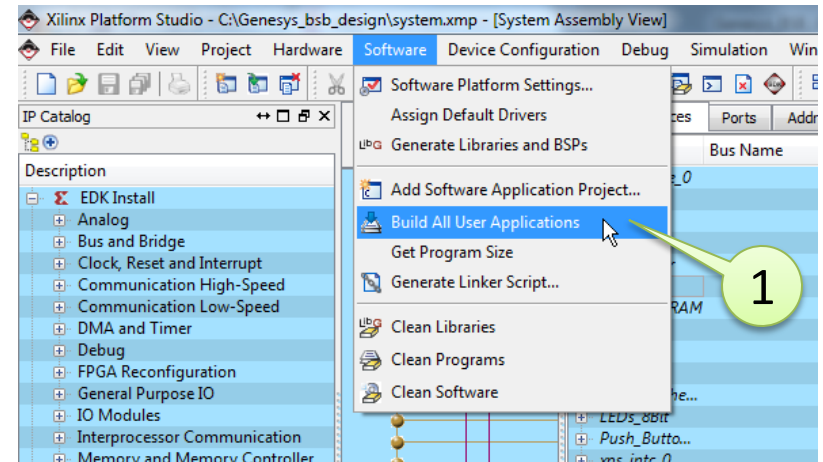 Xilinx Platform Studio - C:\Genesys_bsb_design\system.xmp - [System Assembly View]
File Edit View Project Hardware Software Device Configuration Debug Simulation Win
IP Catalog
Description
EDK Install
Analog
Bus and Bridge
Clock, Reset and Interrupt
Communication High-Speed
Communication Low-Speed
DMA and Timer
Debug
FPGA Reconfiguration
General Purpose IO
IO Modules
Interprocessor Communication
Memory and Memory Controller
Software Platform Settings...
Assign Default Drivers
Generate Libraries and BSPs
Add Software Application Project...
Build All User Applications
Get Program Size
Generate Linker Script...
Clean Libraries
Clean Programs
Clean Software
Ports Addr
Bus Name
LEDs_8Bit
Push_Butto...
xps_intc_0
1